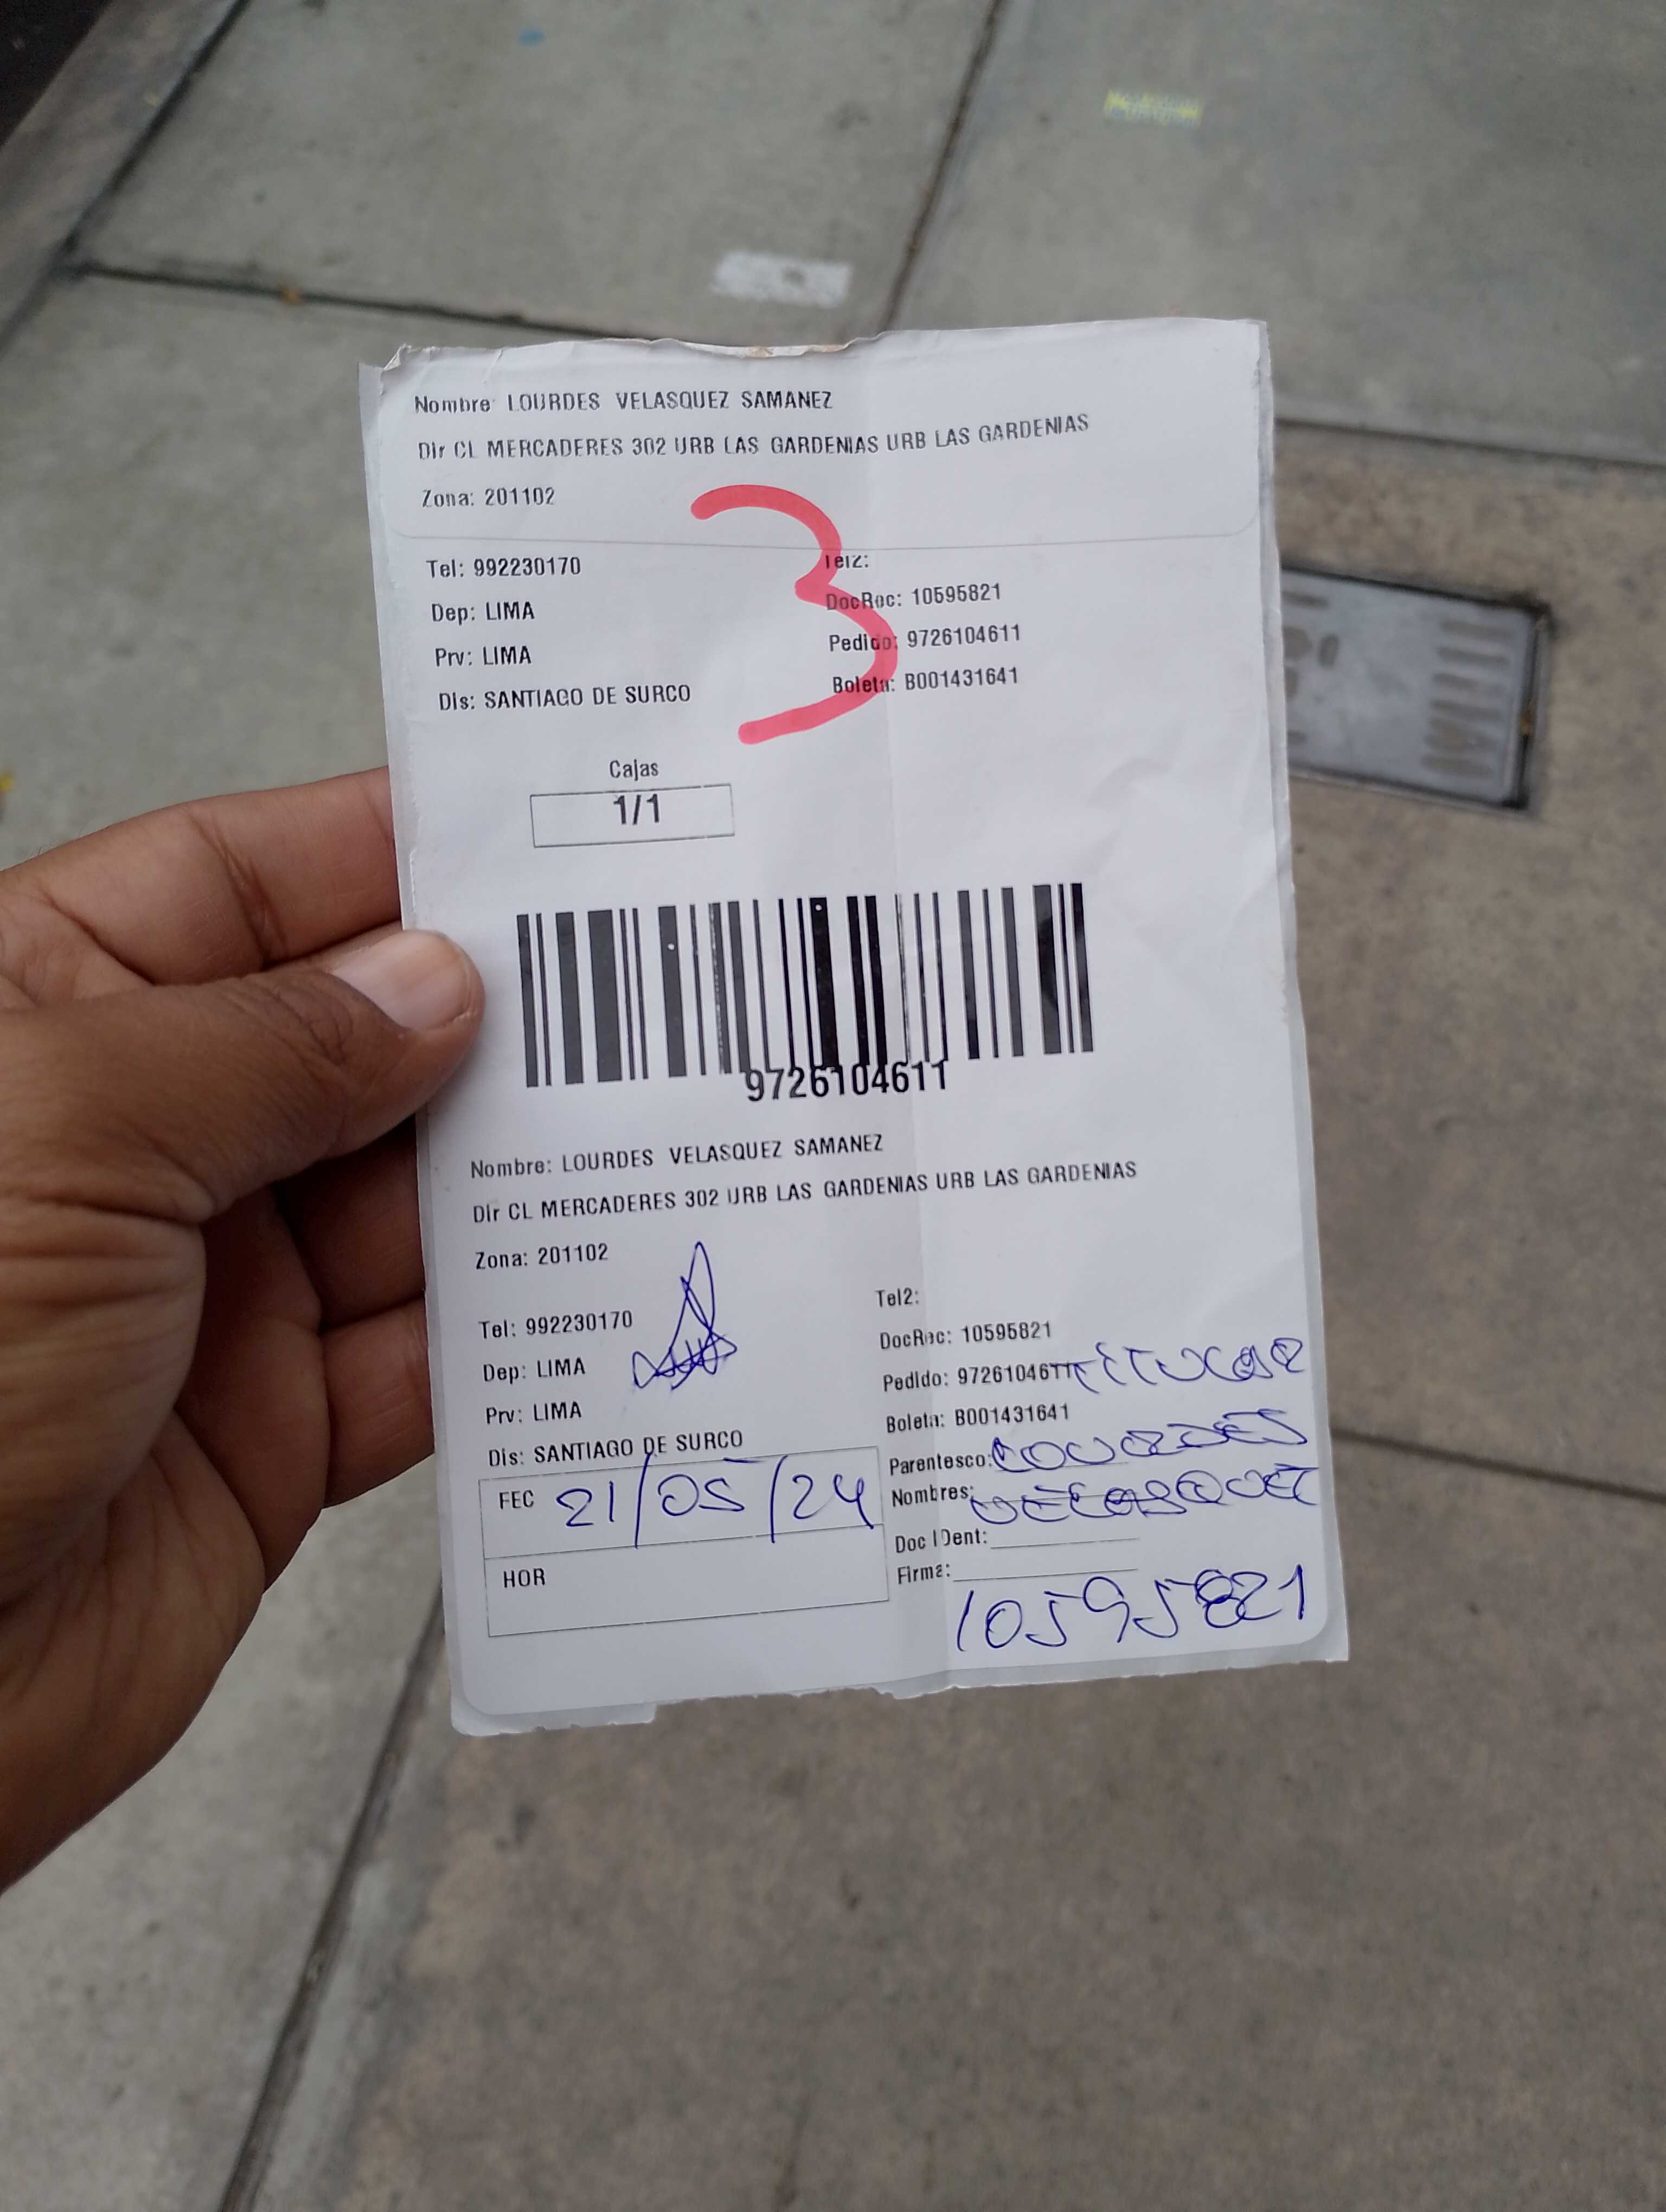 Nombre LOURDES VELASQUEZ SAMANEZ
Dir CL MERCADERES 302 URB LAS GARDENIAS URB LAS GARDENIAS
Zona: 201102
3
Tel: 992230170
Tel2:
Dep: LIMA
DocRec: 10595821
Prv: LIMA
Pedido: 9726104611
Dis: SANTIAGO DE SURCO
Boleta: B001431641
Cajas
1/1
9726104611
Nombre: LOURDES VELASQUEZ SAMANEZ
Dir CL MERCADERES 302 URB LAS GARDENIAS URB LAS GARDENIAS
Zona: 201102
Tel: 992230170
Tel2:
Dep: LIMA
DocRec: 10595821
Prv: LIMA
Pedido: 9726104611 TITULAR
Dis: SANTIAGO DE SURCO
Boleta: B001431641
Parentesco: LOURDES
FEC 21/05/24
Nombres: VELASQUEZ
Doc IDent:
HOR
Firma:
10595821